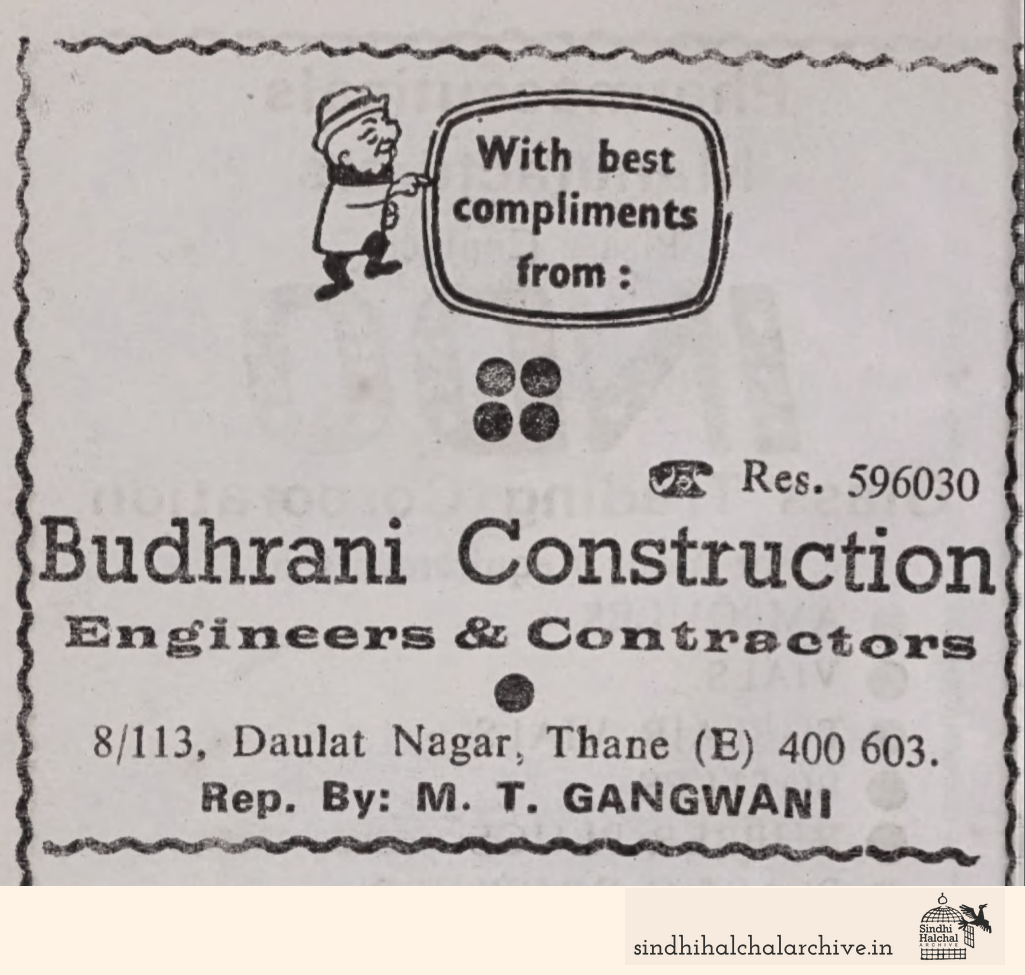 With best
compliments
from :
Res. 596030
Budhrani Construction
Engineers & Contractors
8/113, Daulat Nagar, Thane (E) 400 603.
Rep. By: M. T. GANGWANI
sindhihalchalarchive.in
Sindhi
Halchal
ARCHIVE